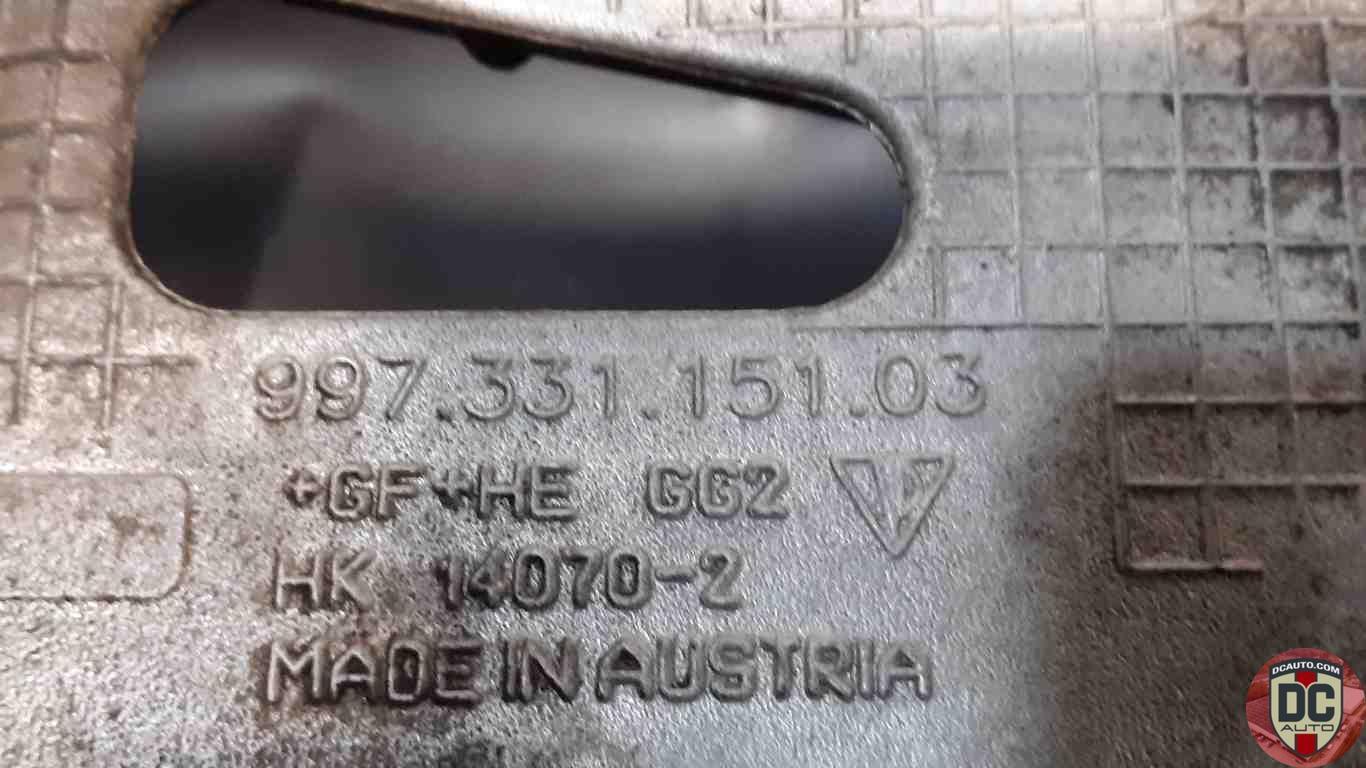 997.331.151.03
+GF+HE GG2
HK 14070-2
MADE IN AUSTRIA
DCAUTO.COM
DC
AUTO